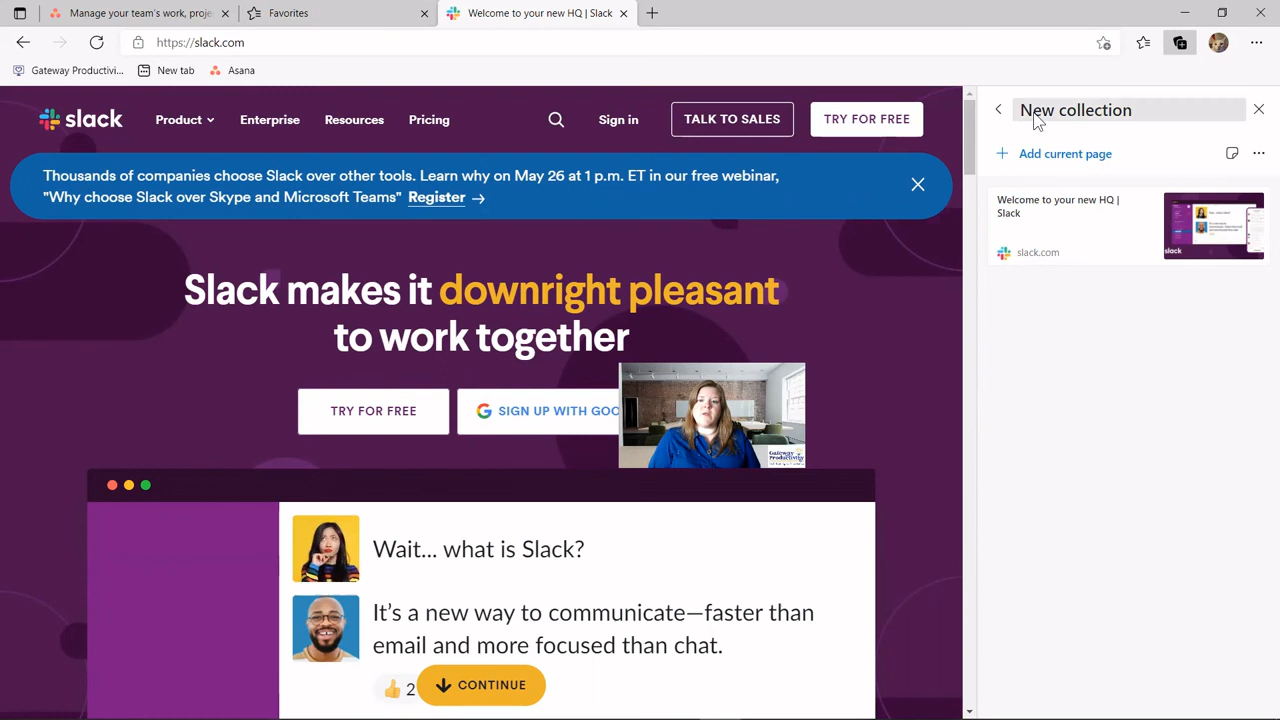 Manage your team's work, proje
Favorites
Welcome to your new HQ | Slack
https://slack.com
Gateway Productivi...
New tab
Asana
slack
Product
Enterprise
Resources
Pricing
Sign in
TALK TO SALES
TRY FOR FREE
Thousands of companies choose Slack over other tools. Learn why on May 26 at 1 p.m. ET in our free webinar,
"Why choose Slack over Skype and Microsoft Teams" Register →
Slack makes it downright pleasant
to work together
TRY FOR FREE
SIGN UP WITH GOO
Gateway
Productivity
Wait... what is Slack?
It's a new way to communicate—faster than
email and more focused than chat.
2
CONTINUE
New collection
Add current page
Welcome to your new HQ |
Slack
slack.com
slack